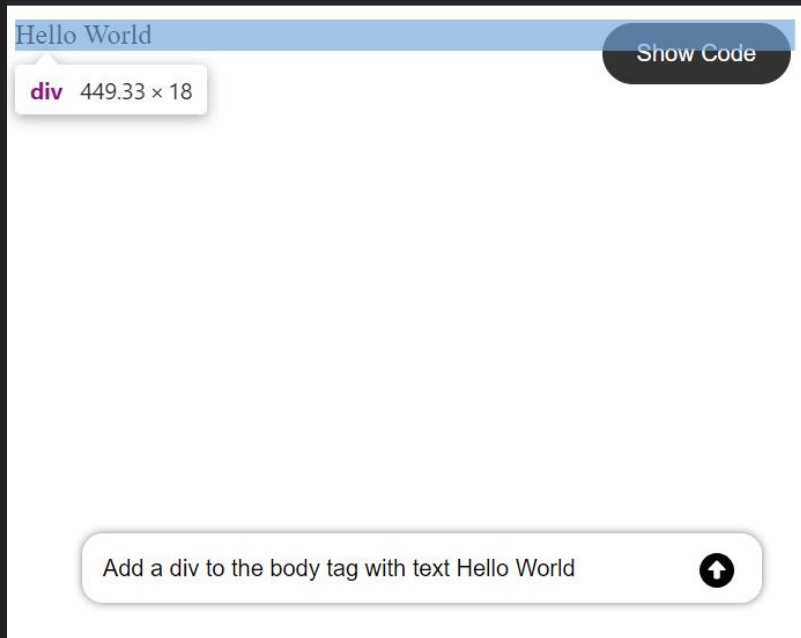 Hello World
Show Code
div 449.33 × 18
Add a div to the body tag with text Hello World